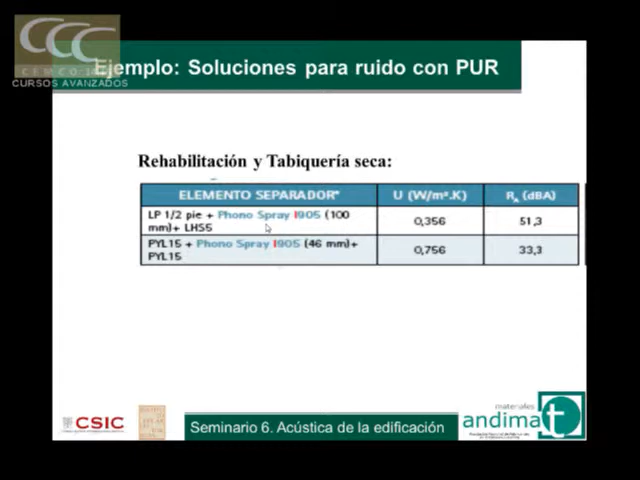 CCC
CEMCO
CURSOS AVANZADOS
Ejemplo: Soluciones para ruido con PUR
Rehabilitación y Tabiquería seca:
ELEMENTO SEPARADOR* U (W/m².K) RA (dBA)
LP 1/2 pie + Phono Spray I905 (100 mm)+ LHS5 0,356 51,3
PYL15 + Phono Spray I905 (46 mm)+ PYL15 0,756 33,3
CSIC
Seminario 6. Acústica de la edificación
materiales
andimat